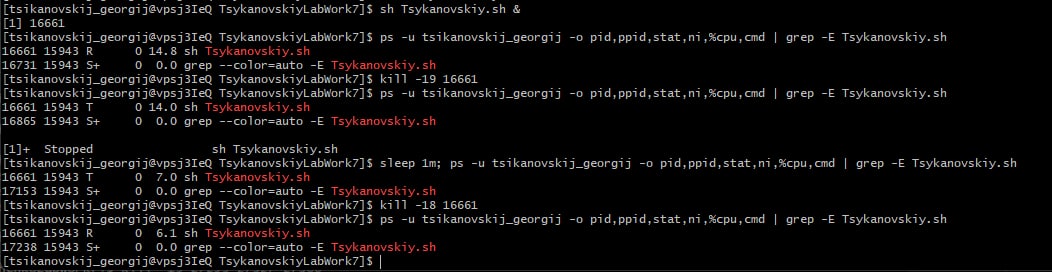 [tsikanovskij_georgij@vpsj3IeQ TsykanovskiyLabWork7]$ sh Tsykanovskiy.sh &
[1] 16661
[tsikanovskij_georgij@vpsj3IeQ TsykanovskiyLabWork7]$ ps -u tsikanovskij_georgij -o pid,ppid,stat,ni,%cpu,cmd | grep -E Tsykanovskiy.sh
16661 15943 R      0 14.8 sh Tsykanovskiy.sh
16731 15943 S+     0  0.0 grep --color=auto -E Tsykanovskiy.sh
[tsikanovskij_georgij@vpsj3IeQ TsykanovskiyLabWork7]$ kill -19 16661
[tsikanovskij_georgij@vpsj3IeQ TsykanovskiyLabWork7]$ ps -u tsikanovskij_georgij -o pid,ppid,stat,ni,%cpu,cmd | grep -E Tsykanovskiy.sh
16661 15943 T      0 14.0 sh Tsykanovskiy.sh
16865 15943 S+     0  0.0 grep --color=auto -E Tsykanovskiy.sh

[1]+  Stopped                 sh Tsykanovskiy.sh
[tsikanovskij_georgij@vpsj3IeQ TsykanovskiyLabWork7]$ sleep 1m; ps -u tsikanovskij_georgij -o pid,ppid,stat,ni,%cpu,cmd | grep -E Tsykanovskiy.sh
16661 15943 T      0  7.0 sh Tsykanovskiy.sh
17153 15943 S+     0  0.0 grep --color=auto -E Tsykanovskiy.sh
[tsikanovskij_georgij@vpsj3IeQ TsykanovskiyLabWork7]$ kill -18 16661
[tsikanovskij_georgij@vpsj3IeQ TsykanovskiyLabWork7]$ ps -u tsikanovskij_georgij -o pid,ppid,stat,ni,%cpu,cmd | grep -E Tsykanovskiy.sh
16661 15943 R      0  6.1 sh Tsykanovskiy.sh
17238 15943 S+     0  0.0 grep --color=auto -E Tsykanovskiy.sh
[tsikanovskij_georgij@vpsj3IeQ TsykanovskiyLabWork7]$